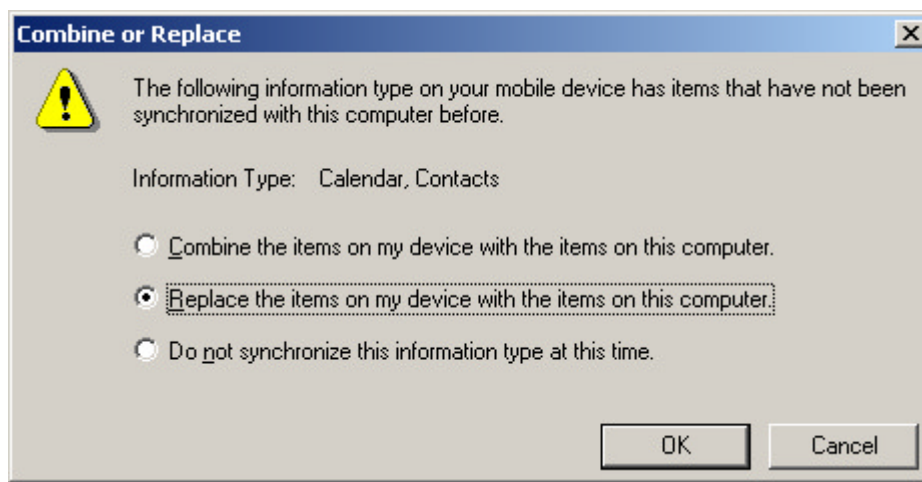 Combine or Replace
The following information type on your mobile device has items that have not been
synchronized with this computer before.
Information Type: Calendar, Contacts
Combine the items on my device with the items on this computer.
Replace the items on my device with the items on this computer.
Do not synchronize this information type at this time.
OK Cancel